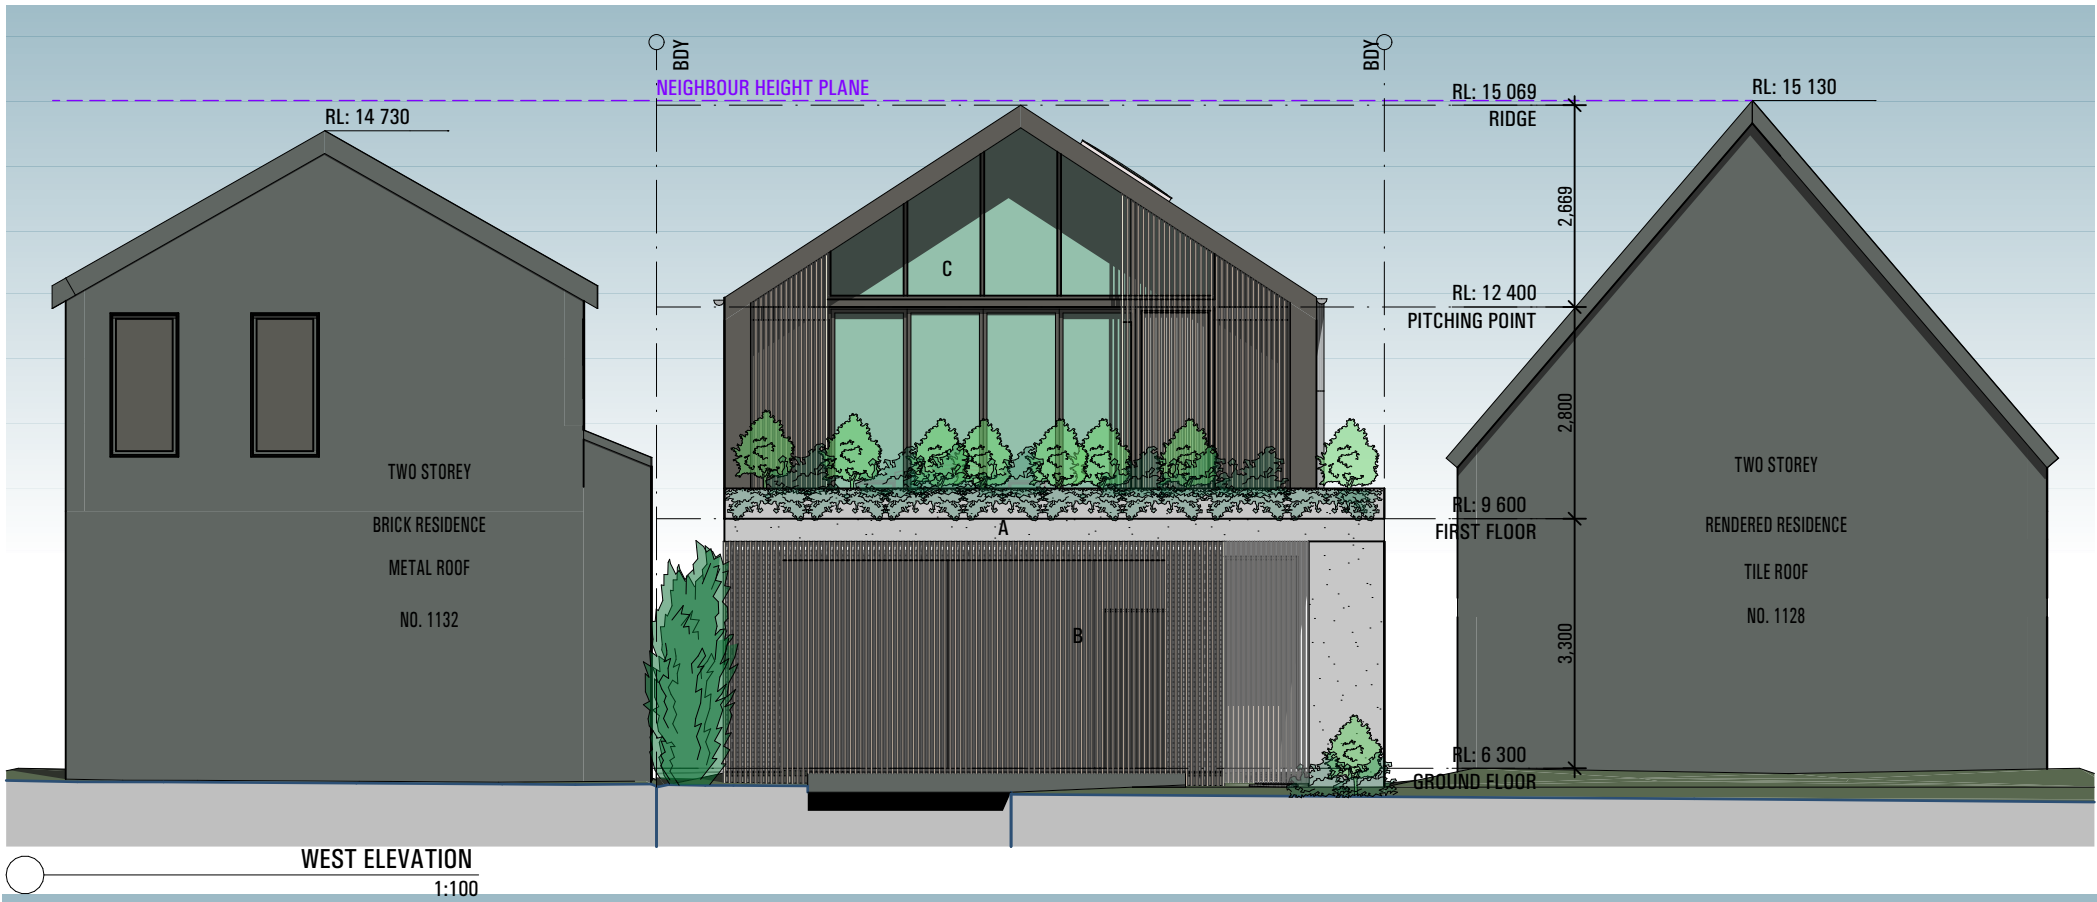 BDY
BDY
NEIGHBOUR HEIGHT PLANE
RL: 14 730
RL: 15 069
RIDGE
RL: 15 130
2,669
C
RL: 12 400
PITCHING POINT
2,800
TWO STOREY
BRICK RESIDENCE
METAL ROOF
NO. 1132
A
RL: 9 600
FIRST FLOOR
TWO STOREY
RENDERED RESIDENCE
TILE ROOF
NO. 1128
B
3,300
RL: 6 300
GROUND FLOOR
WEST ELEVATION
1:100